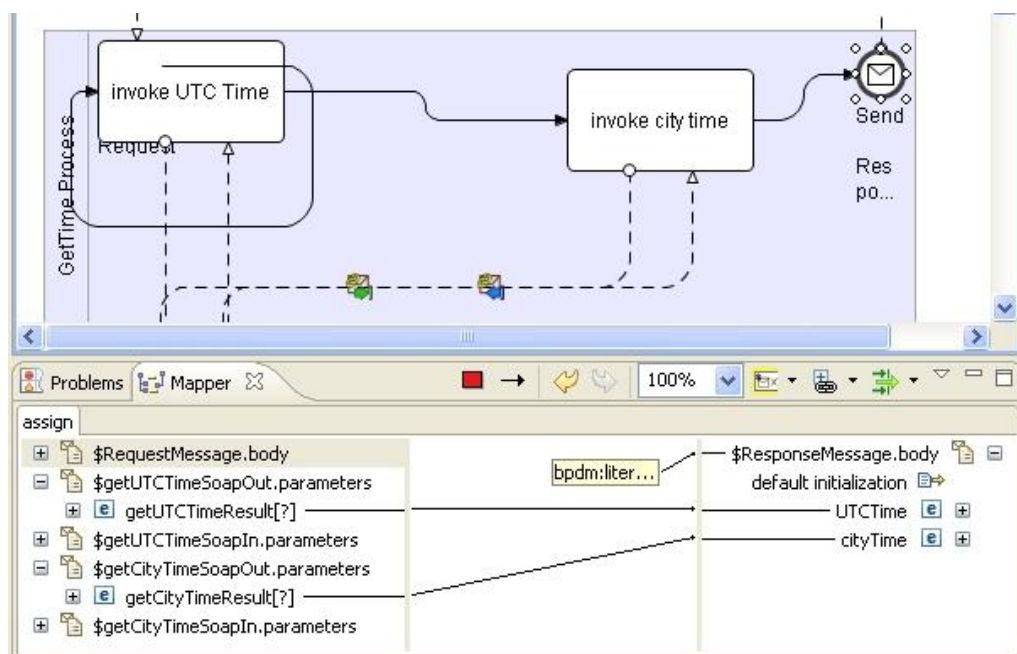 invoke UTC Time
invoke city time
Send
Request
Res
po...
GetTime Process
Problems
Mapper
100%
assign
$RequestMessage.body
bpdm:liter...
$ResponseMessage.body
$getUTCTimeSoapOut.parameters
default initialization
getUTCTimeResult[?]
UTCTime
$getUTCTimeSoapIn.parameters
cityTime
$getCityTimeSoapOut.parameters
getCityTimeResult[?]
$getCityTimeSoapIn.parameters